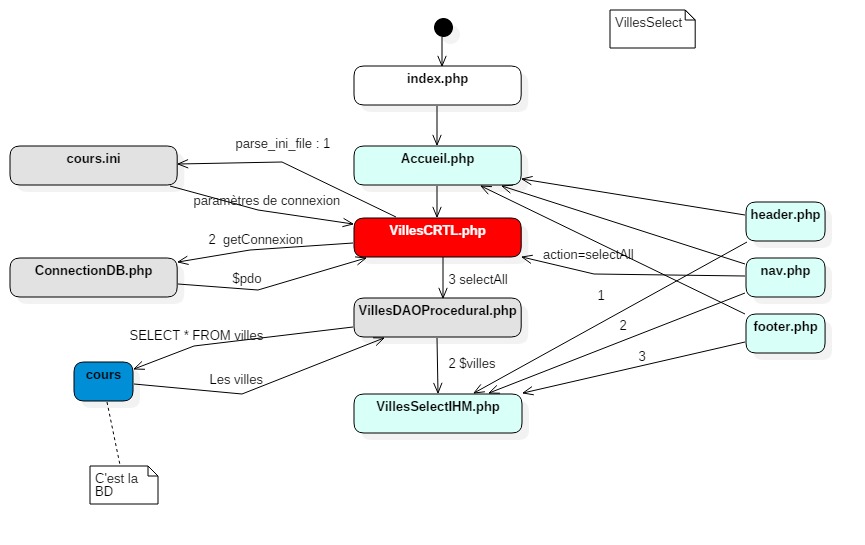 VillesSelect
index.php
parse_ini_file : 1
cours.ini
Accueil.php
paramètres de connexion
header.php
VillesCRTL.php
2  getConnexion
action=selectAll
ConnectionDB.php
nav.php
$pdo
3 selectAll
1
VillesDAOProcedural.php
2
footer.php
SELECT * FROM villes
3
2 $villes
cours
Les villes
VillesSelectIHM.php
C'est la
BD